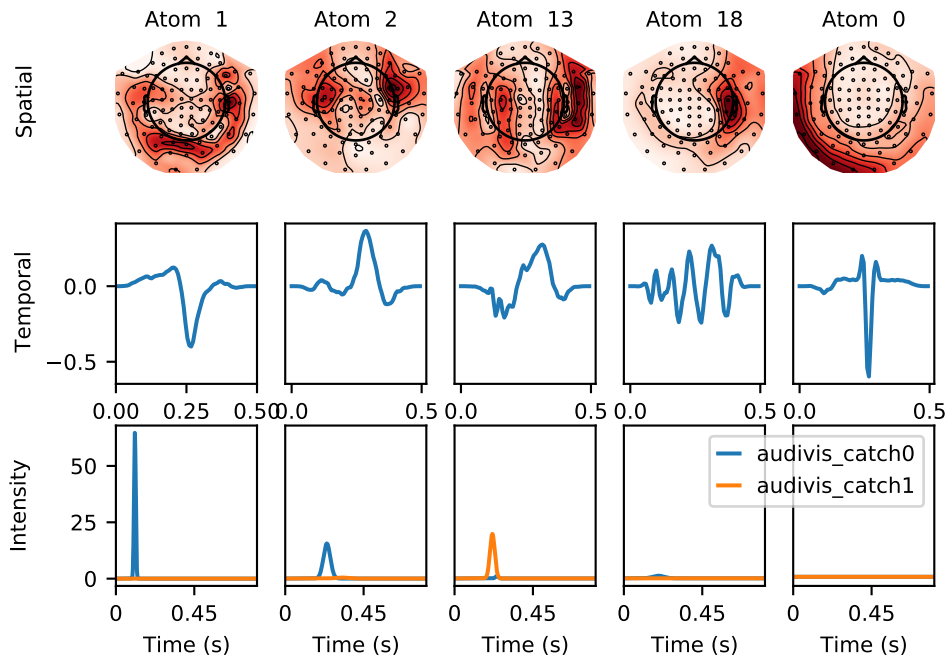 Atom 1 Atom 2 Atom 13 Atom 18 Atom 0
Spatial
Temporal
0.0
−0.5
0.00 0.25 0.50 0.0 0.5 0.0 0.5 0.0 0.5 0.0 0.5
Intensity
50
25
0
audivis_catch0
audivis_catch1
0 0.45 0 0.45 0 0.45 0 0.45 0 0.45
Time (s) Time (s) Time (s) Time (s) Time (s)